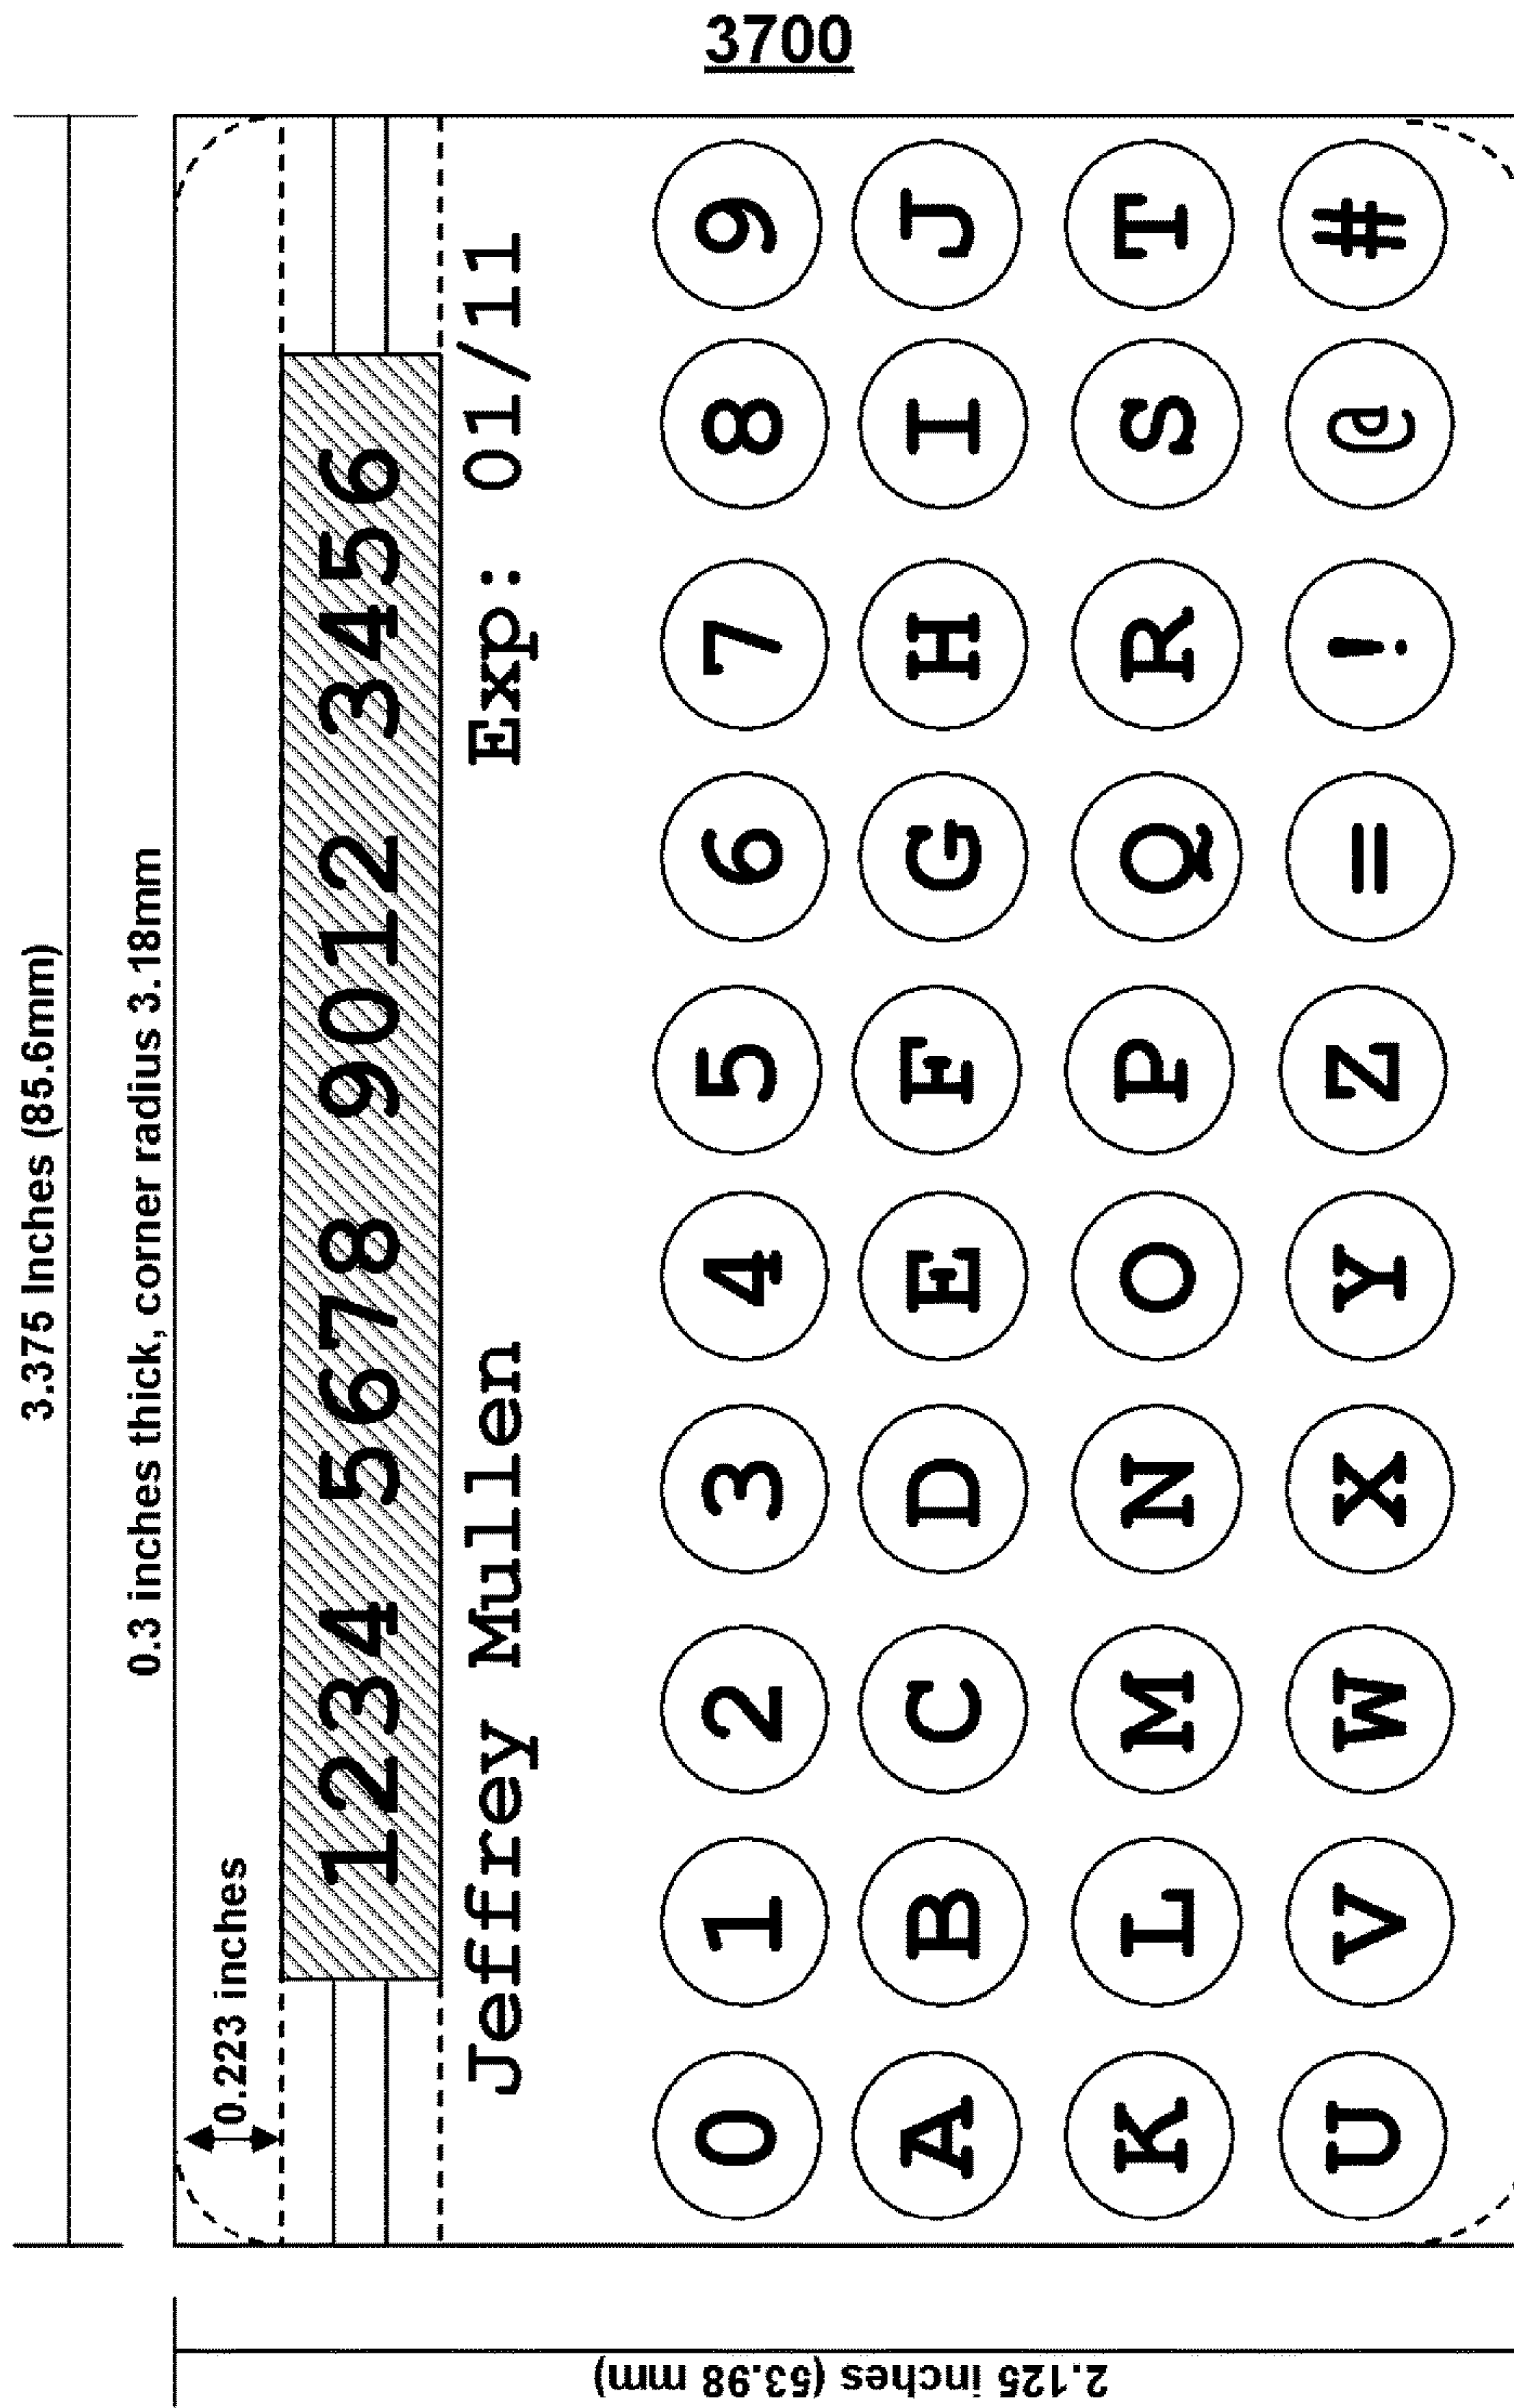 3700
3.375 Inches (85.6mm)
0.3 inches thick, corner radius 3.18mm
0.223 inches
1234 5678 9012 3456
Jeffrey Mullen Exp: 01/11
0 1 2 3 4 5 6 7 8 9
A B C D E F G H I J
K L M N O P Q R S T
U V W X Y Z = ! @ #
2.125 inches (53.98 mm)